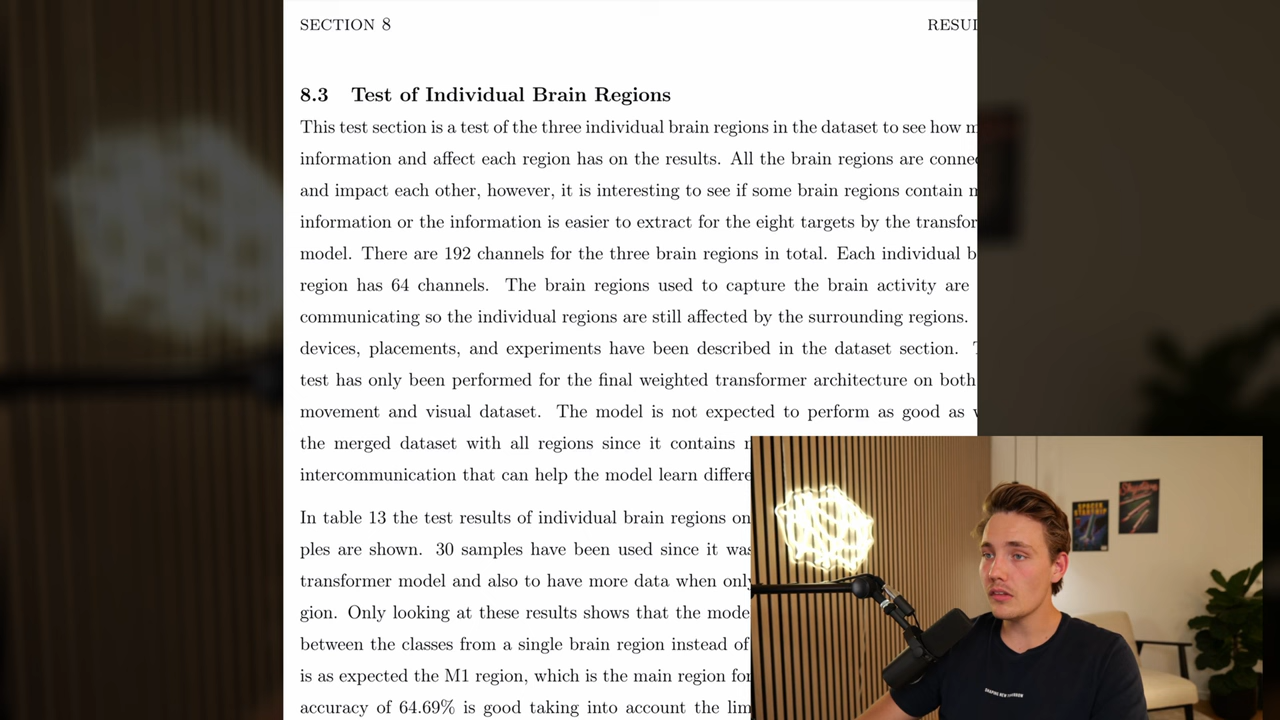 SECTION 8
8.3 Test of Individual Brain Regions
This test section is a test of the three individual brain regions in the dataset to see how
information and affect each region has on the results. All the brain regions are
and impact each other, however, it is interesting to see if some brain regions contain
information or the information is easier to extract for the eight targets by the
model. There are 192 channels for the three brain regions in total. Each individual
region has 64 channels. The brain regions used to capture the brain activity are
communicating so the individual regions are still affected by the surrounding regions.
devices, placements, and experiments have been described in the dataset section.
test has only been performed for the final weighted transformer architecture on both
movement and visual dataset. The model is not expected to perform as good as
the merged dataset with all regions since it contains
intercommunication that can help the model learn
In table 13 the test results of individual brain regions on
ples are shown. 30 samples have been used since it was
transformer model and also to have more data when only
gion. Only looking at these results shows that the
between the classes from a single brain region instead of
is as expected the M1 region, which is the main region for
accuracy of 64.69% is good taking into account the
SHAPING NEW TOMORROW